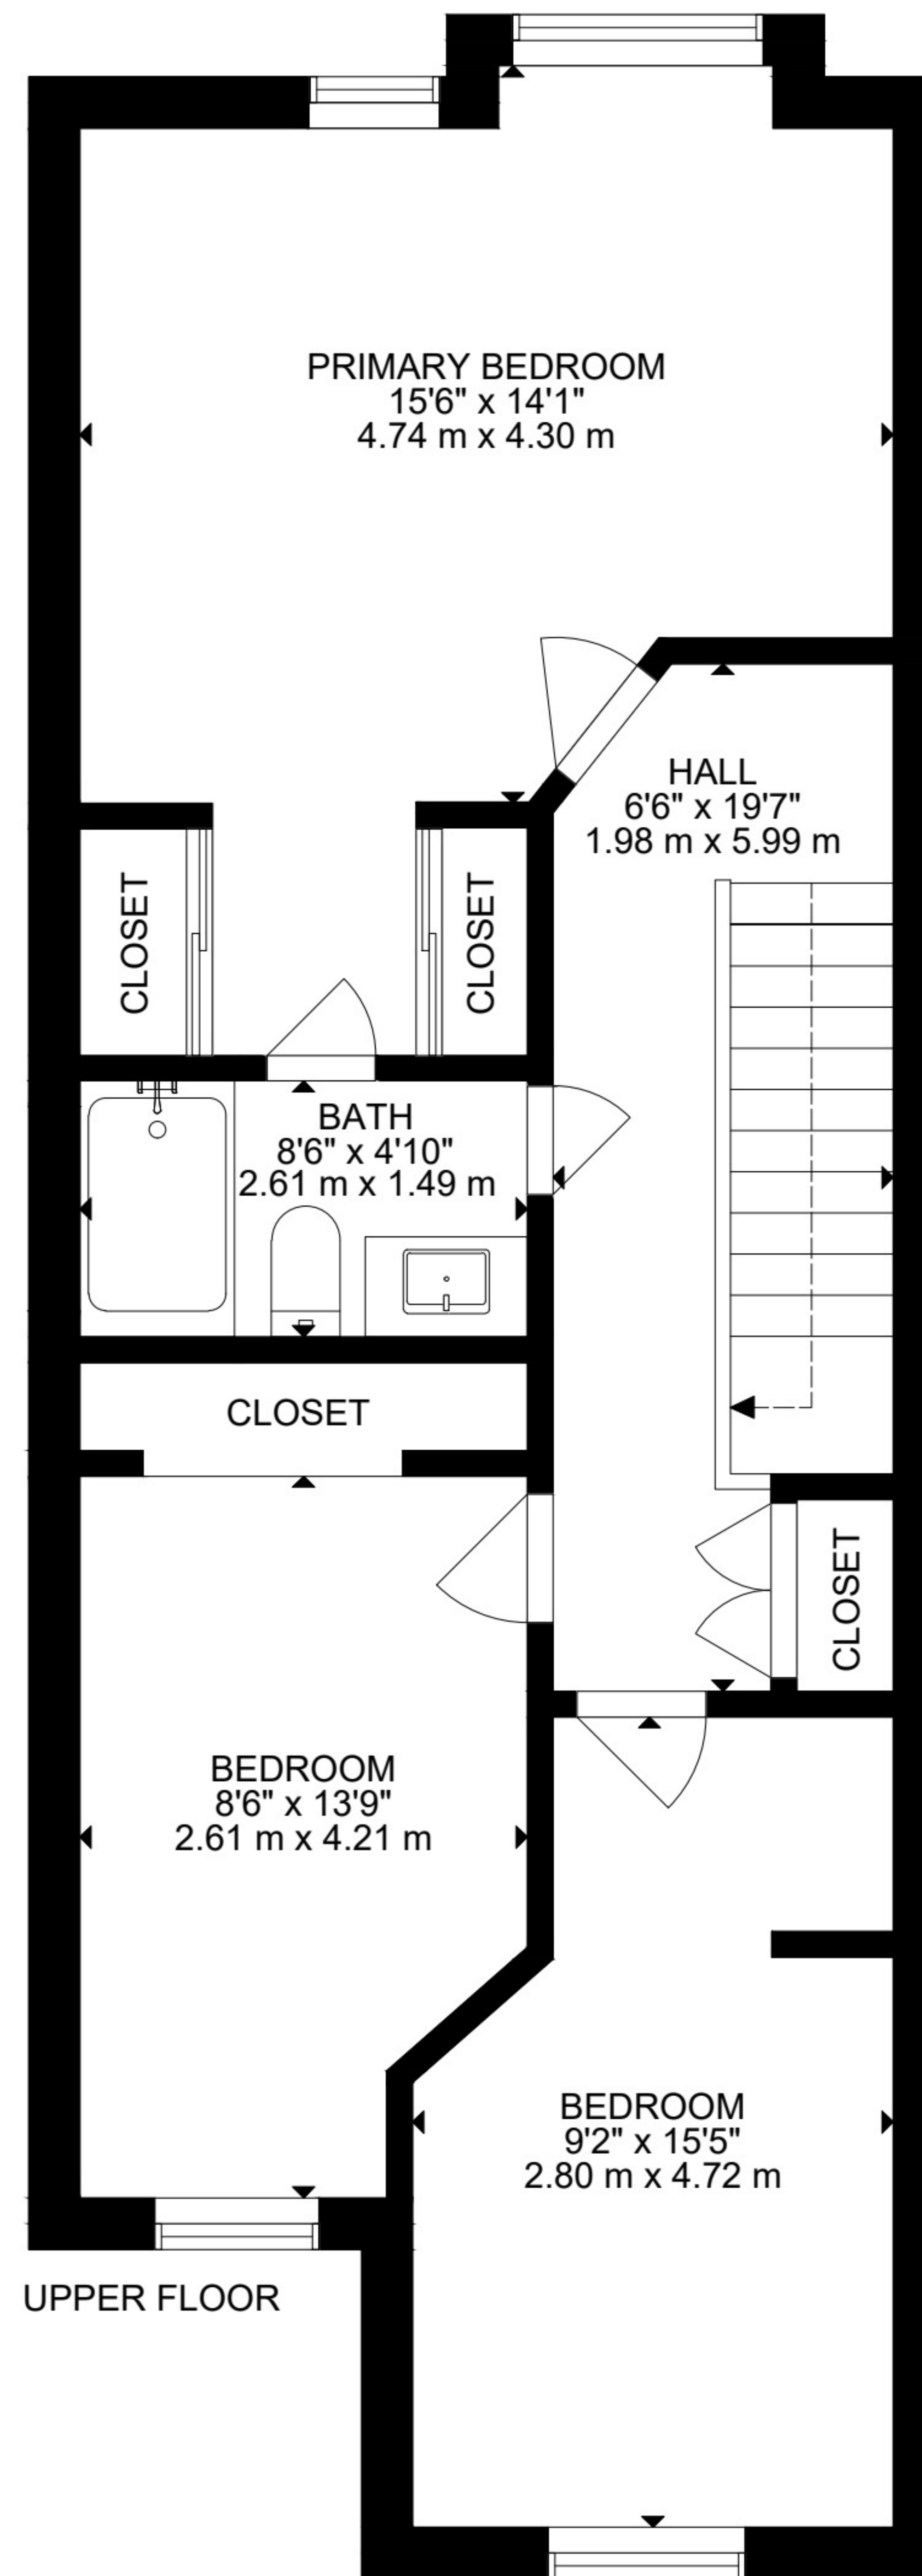 PRIMARY BEDROOM
15'6" x 14'1"
4.74 m x 4.30 m
HALL
6'6" x 19'7"
1.98 m x 5.99 m
CLOSET
CLOSET
BATH
8'6" x 4'10"
2.61 m x 1.49 m
CLOSET
CLOSET
BEDROOM
8'6" x 13'9"
2.61 m x 4.21 m
BEDROOM
9'2" x 15'5"
2.80 m x 4.72 m
UPPER FLOOR